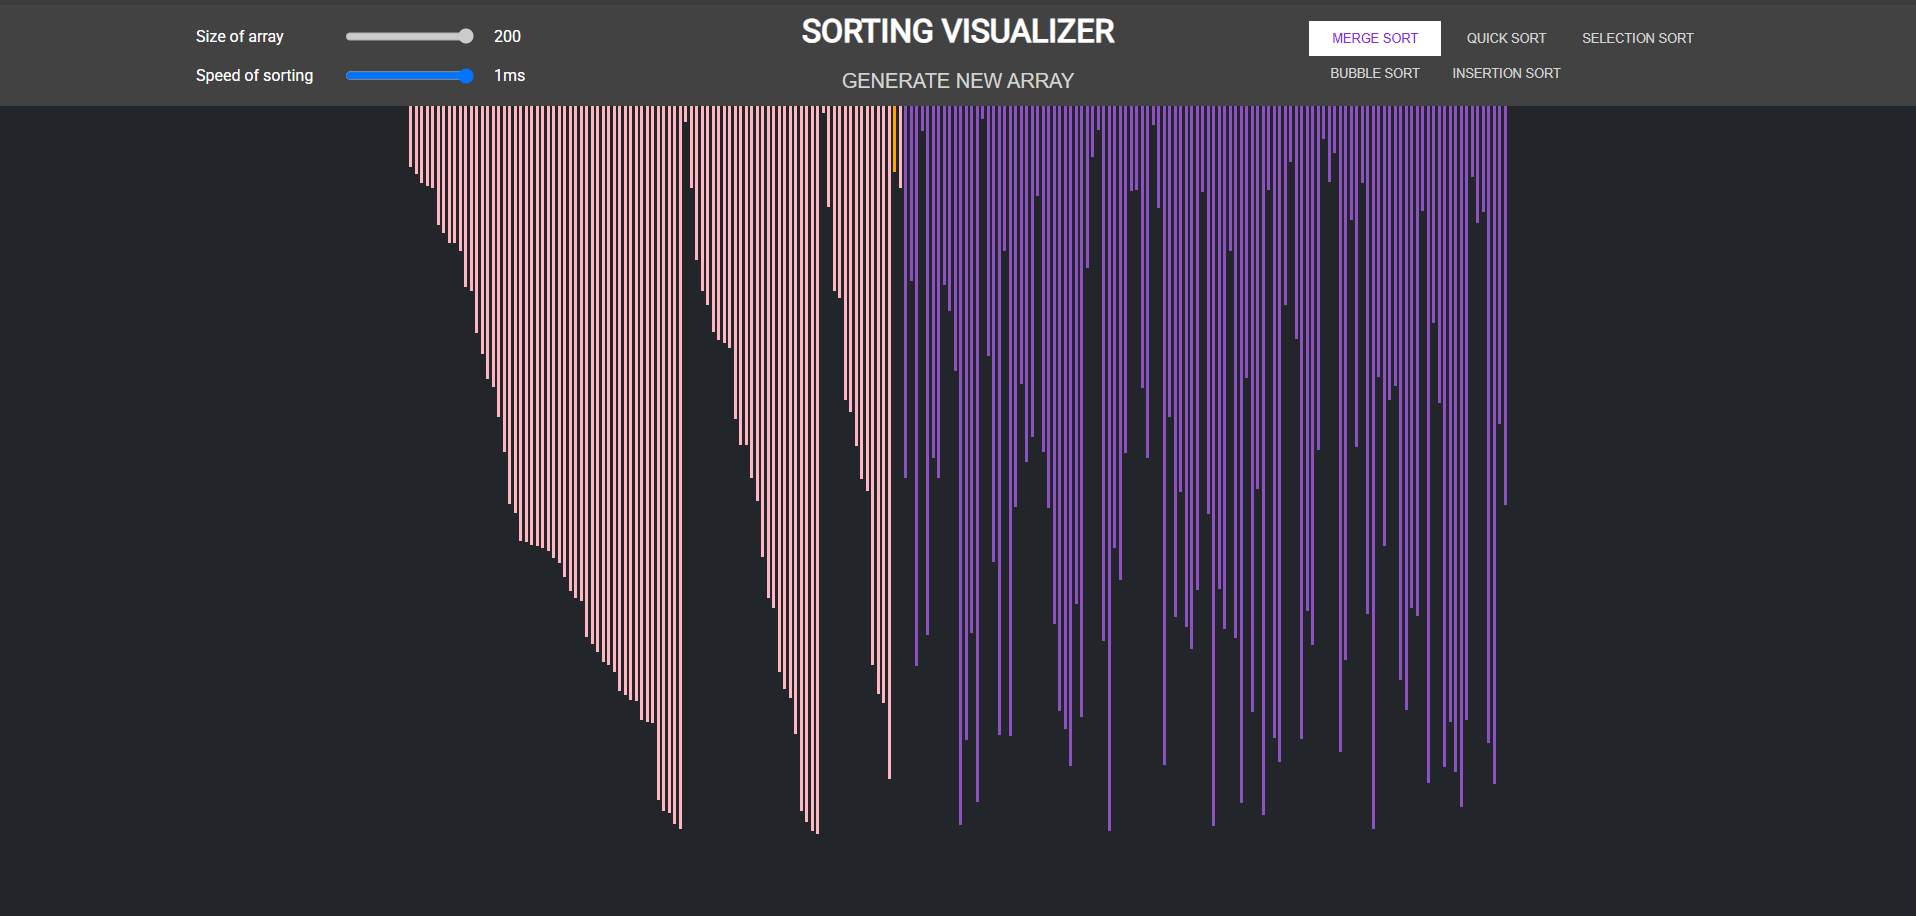 Size of array 200
Speed of sorting 1ms
SORTING VISUALIZER
GENERATE NEW ARRAY
MERGE SORT QUICK SORT SELECTION SORT
BUBBLE SORT INSERTION SORT